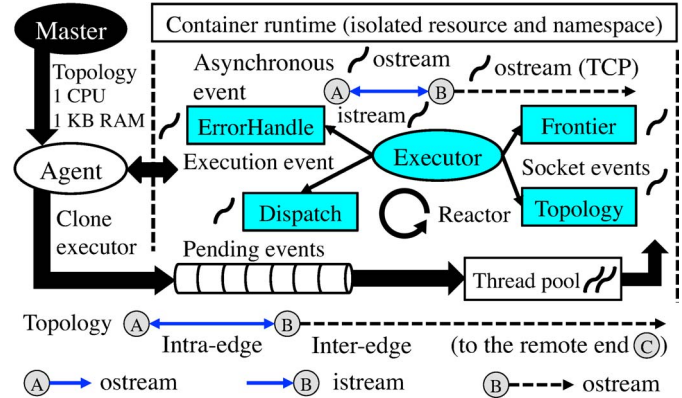 Master
Container runtime (isolated resource and namespace)
Topology
1 CPU
1 KB RAM
Asynchronous
event
ostream
A
B
ostream (TCP)
istream
ErrorHandle
Executor
Frontier
Agent
Execution event
Socket events
Dispatch
Reactor
Topology
Clone
executor
Pending events
Thread pool
Topology
A
B
Intra-edge
Inter-edge
(to the remote end C)
A
ostream
B
istream
B
ostream